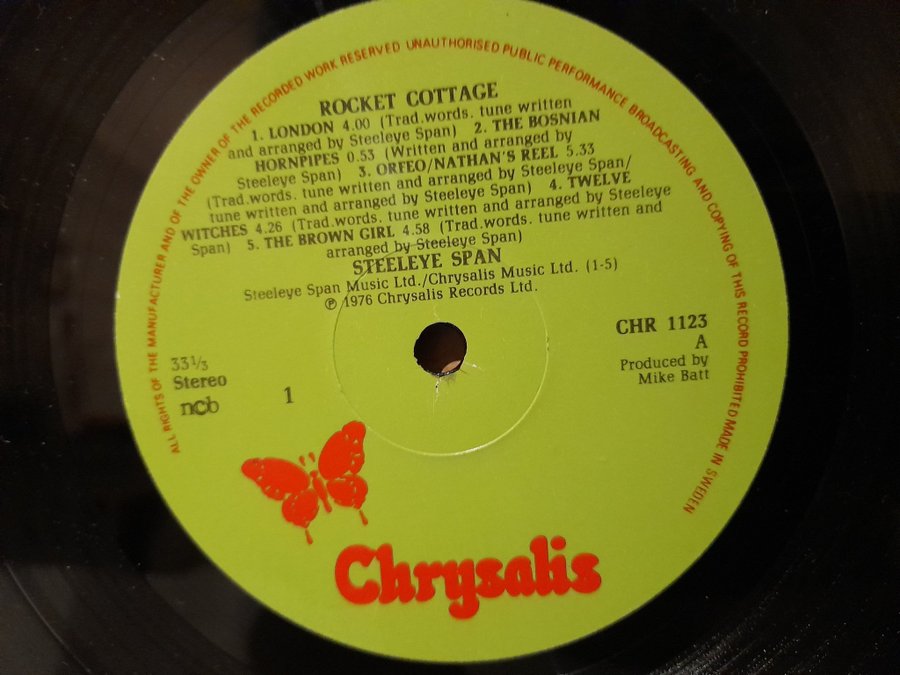 ALL RIGHTS OF THE MANUFACTURER AND OF THE OWNER OF THE RECORDED WORK RESERVED UNAUTHORISED PUBLIC PERFORMANCE BROADCASTING AND COPYING OF THIS RECORD PROHIBITED MADE IN SWEDEN
ROCKET COTTAGE
1. LONDON 4.00 (Trad.words. tune written
and arranged by Steeleye Span) 2. THE BOSNIAN
HORNPIPES 0.53 (Written and arranged by
Steeleye Span) 3. ORFEO/NATHAN'S REEL 5.33
(Trad.words. tune written and arranged by Steeleye Span/
tune written and arranged by Steeleye Span) 4. TWELVE
WITCHES 4.26 (Trad.words. tune written and arranged by Steeleye
Span) 5. THE BROWN GIRL 4.58 (Trad.words. tune written and
arranged by Steeleye Span)
STEELEYE SPAN
Steeleye Span Music Ltd./Chrysalis Music Ltd. (1-5)
℗ 1976 Chrysalis Records Ltd.
CHR 1123
A
Produced by
Mike Batt
33⅓
Stereo
ncb
1
Chrysalis